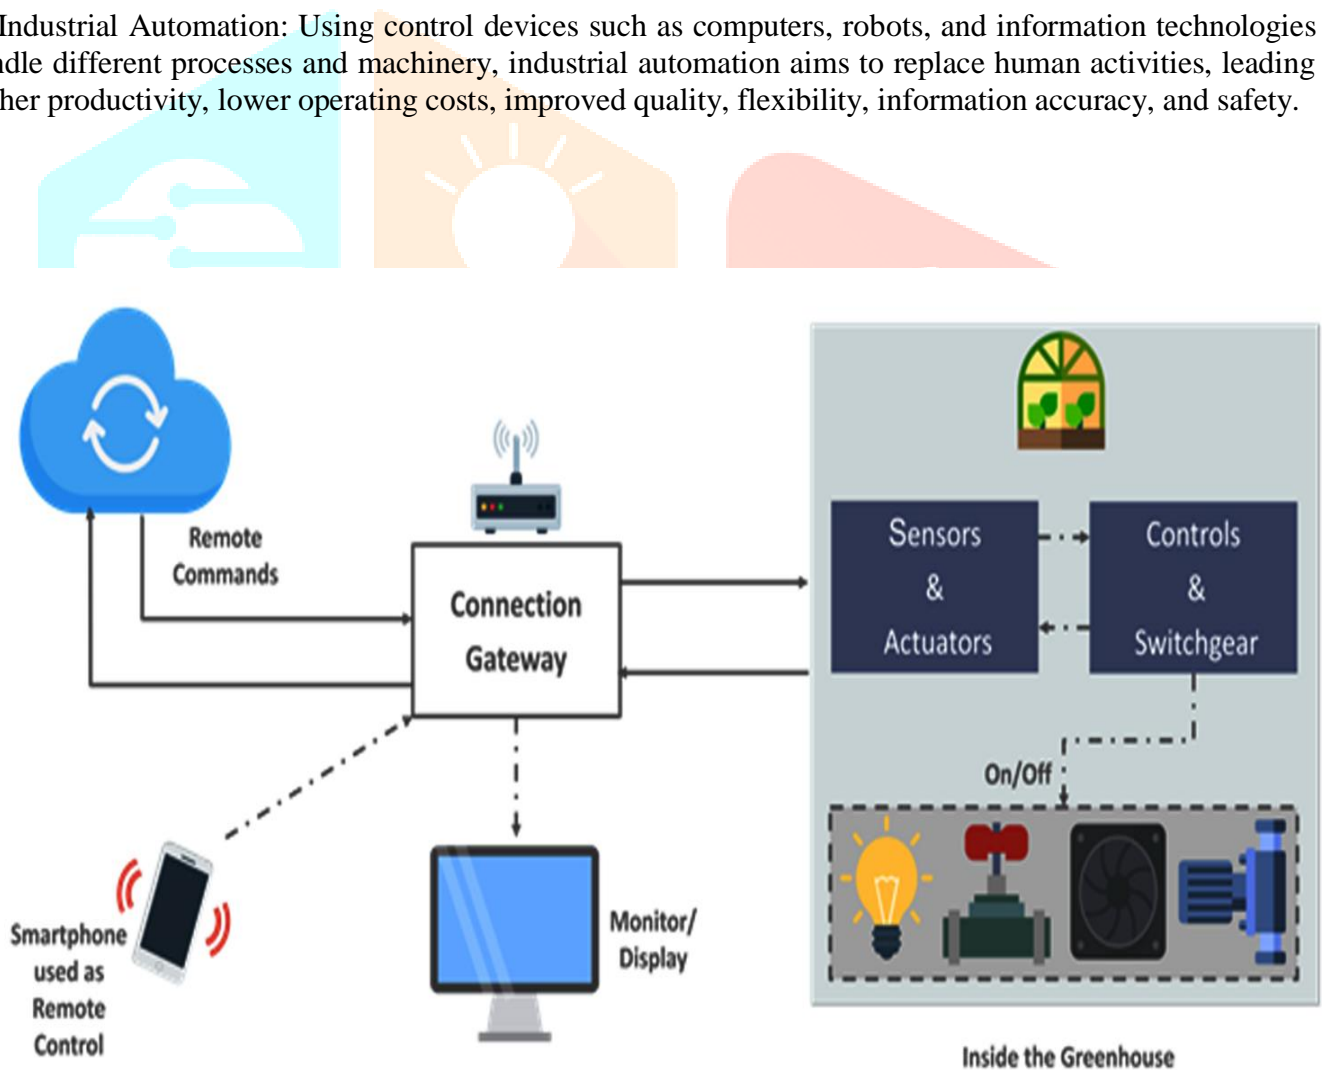 Industrial Automation: Using control devices such as computers, robots, and information technologies
different processes and machinery, industrial automation aims to replace human activities, leading
productivity, lower operating costs, improved quality, flexibility, information accuracy, and safety.
Remote
Commands
Connection
Gateway
Sensors
&
Actuators
Controls
&
Switchgear
On/Off
Smartphone
used as
Remote
Control
Monitor/
Display
Inside the Greenhouse